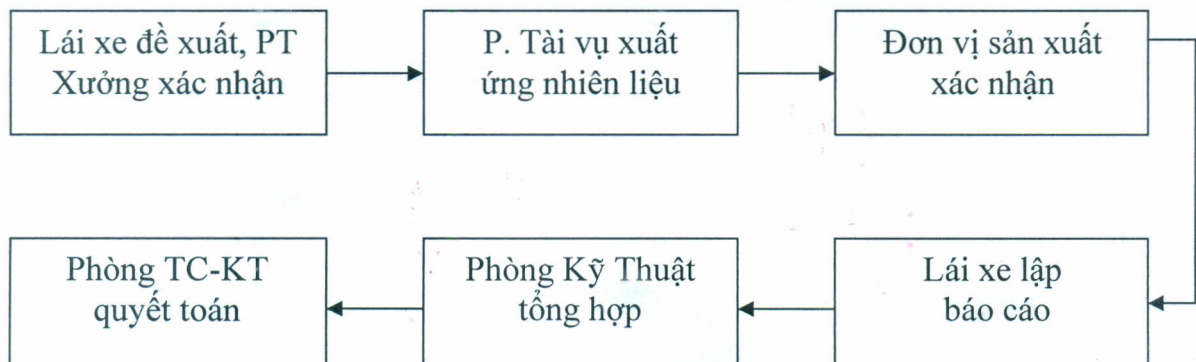 Lái xe đề xuất, PT
Xưởng xác nhận
P. Tài vụ xuất
ứng nhiên liệu
Đơn vị sản xuất
xác nhận
Lái xe lập
báo cáo
Phòng Kỹ Thuật
tổng hợp
Phòng TC-KT
quyết toán